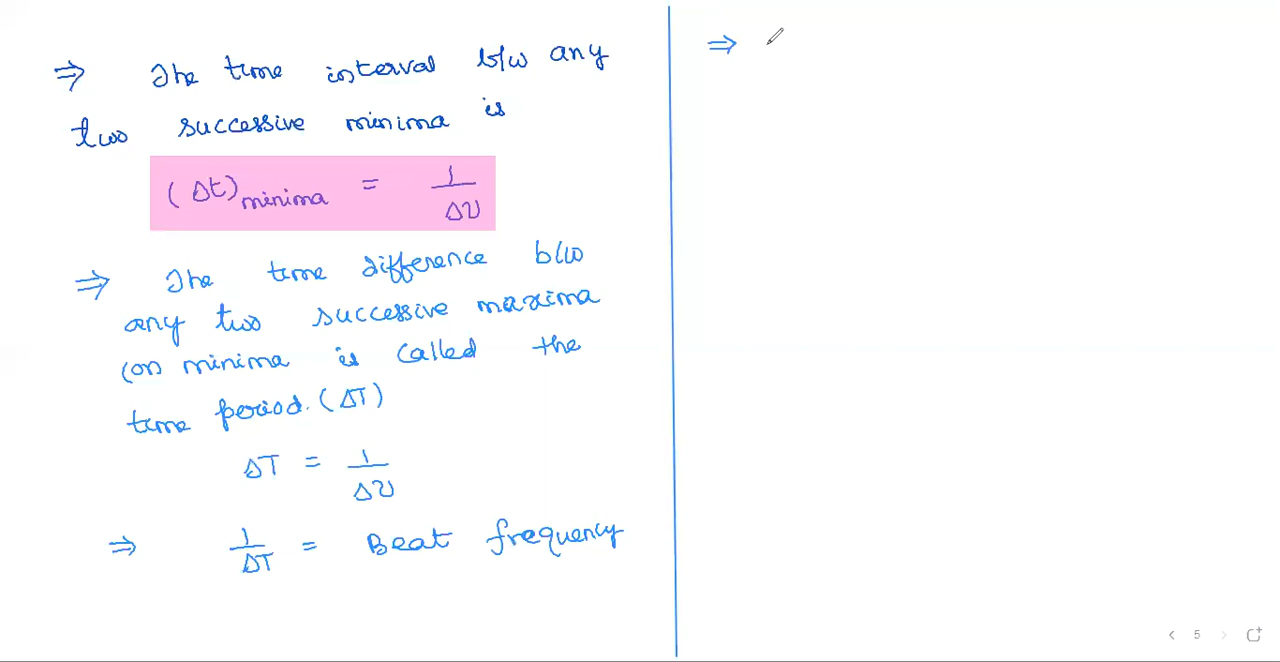 ⇒ The time interval b/w any
two successive minima is
(Δt)minima = 1/Δν
⇒ The time difference b/w
any two successive maxima
(or) minima is called the
time period. (ΔT)
ΔT = 1/Δν
⇒ 1/ΔT = Beat frequency
⇒
5